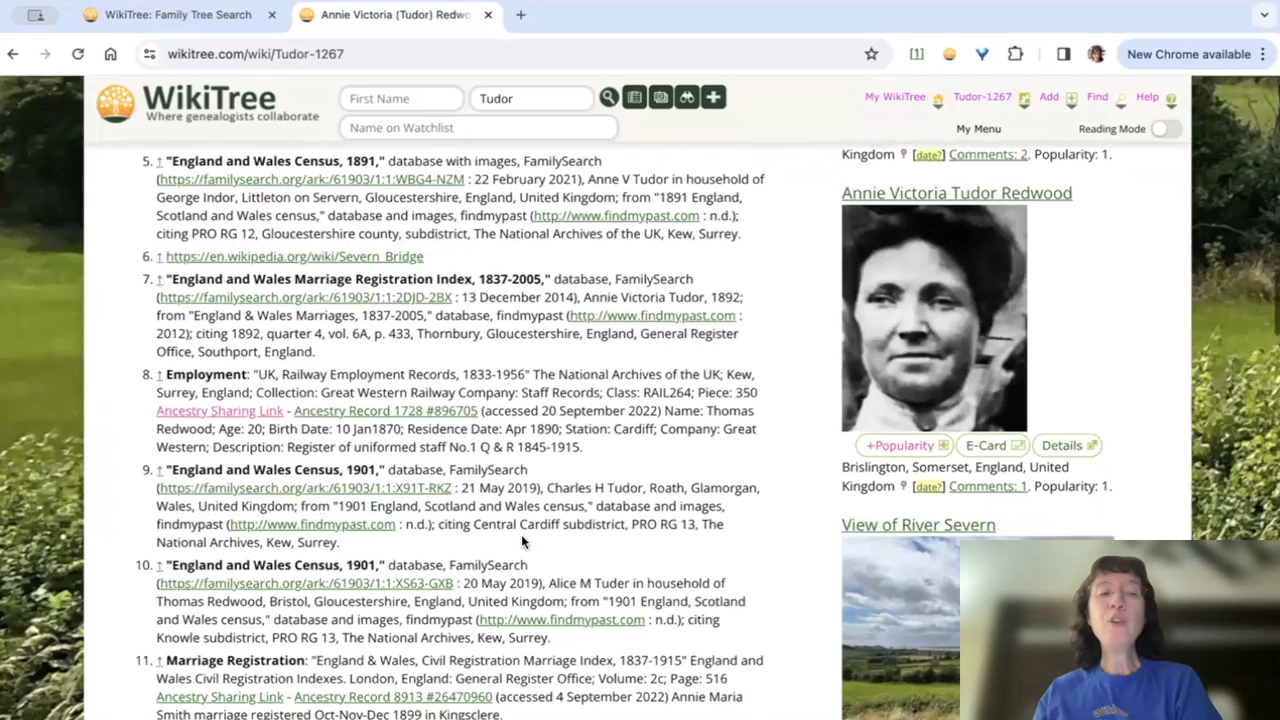 WikiTree: Family Tree Search
Annie Victoria (Tudor) Redwo
wikitree.com/wiki/Tudor-1267
[1]
New Chrome available
WikiTree
Where genealogists collaborate
First Name
Tudor
Name on Watchlist
My WikiTree
Tudor-1267
Add
Find
Help
My Menu
Reading Mode
5. ↑ "England and Wales Census, 1891," database with images, FamilySearch
(https://familysearch.org/ark:/61903/1:1:WBG4-NZM : 22 February 2021), Anne V Tudor in household of
George Indor, Littleton on Servern, Gloucestershire, England, United Kingdom; from "1891 England,
Scotland and Wales census," database and images, findmypast (http://www.findmypast.com : n.d.);
citing PRO RG 12, Gloucestershire county, subdistrict, The National Archives of the UK, Kew, Surrey.
6. ↑ https://en.wikipedia.org/wiki/Severn_Bridge
7. ↑ "England and Wales Marriage Registration Index, 1837-2005," database, FamilySearch
(https://familysearch.org/ark:/61903/1:1:2DJD-2BX : 13 December 2014), Annie Victoria Tudor, 1892;
from "England & Wales Marriages, 1837-2005," database, findmypast (http://www.findmypast.com :
2012); citing 1892, quarter 4, vol. 6A, p. 433, Thornbury, Gloucestershire, England, General Register
Office, Southport, England.
8. ↑ Employment: "UK, Railway Employment Records, 1833-1956" The National Archives of the UK; Kew,
Surrey, England; Collection: Great Western Railway Company: Staff Records; Class: RAIL264; Piece: 350
Ancestry Sharing Link - Ancestry Record 1728 #896705 (accessed 20 September 2022) Name: Thomas
Redwood; Age: 20; Birth Date: 10 Jan1870; Residence Date: Apr 1890; Station: Cardiff; Company: Great
Western; Description: Register of uniformed staff No.1 Q & R 1845-1915.
9. ↑ "England and Wales Census, 1901," database, FamilySearch
(https://familysearch.org/ark:/61903/1:1:X91T-RKZ : 21 May 2019), Charles H Tudor, Roath, Glamorgan,
Wales, United Kingdom; from "1901 England, Scotland and Wales census," database and images,
findmypast (http://www.findmypast.com : n.d.); citing Central Cardiff subdistrict, PRO RG 13, The
National Archives, Kew, Surrey.
10. ↑ "England and Wales Census, 1901," database, FamilySearch
(https://familysearch.org/ark:/61903/1:1:XS63-GXB : 20 May 2019), Alice M Tuder in household of
Thomas Redwood, Bristol, Gloucestershire, England, United Kingdom; from "1901 England, Scotland
and Wales census," database and images, findmypast (http://www.findmypast.com : n.d.); citing
Knowle subdistrict, PRO RG 13, The National Archives, Kew, Surrey.
11. ↑ Marriage Registration: "England & Wales, Civil Registration Marriage Index, 1837-1915" England and
Wales Civil Registration Indexes. London, England: General Register Office; Volume: 2c; Page: 516
Ancestry Sharing Link - Ancestry Record 8913 #26470960 (accessed 4 September 2022) Annie Maria
Smith marriage registered Oct-Nov-Dec 1899 in Kingsclere.
Kingdom [date?] Comments: 2. Popularity: 1.
Annie Victoria Tudor Redwood
+Popularity
E-Card
Details
Brislington, Somerset, England, United
Kingdom [date?] Comments: 1. Popularity: 1.
View of River Severn